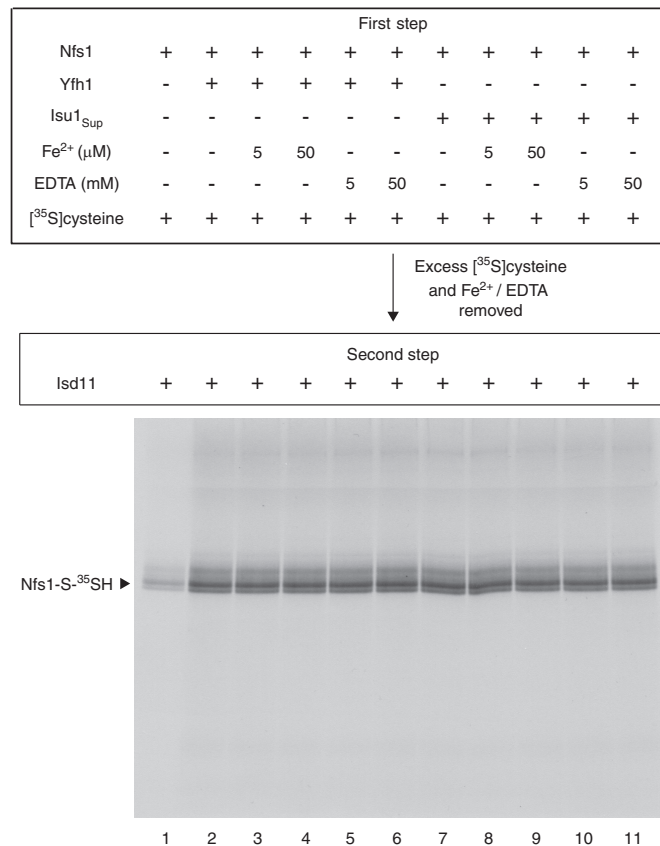 First step
Nfs1 + + + + + + + + + + +
Yfh1 - + + + + + - - - - -
Isu1Sup - - - - - - + + + + +
Fe²⁺ (μM) - - 5 50 - - - 5 50 - -
EDTA (mM) - - - - 5 50 - - - 5 50
[³⁵S]cysteine + + + + + + + + + + +
Excess [³⁵S]cysteine
and Fe²⁺ / EDTA
removed
Second step
Isd11 + + + + + + + + + + +
Nfs1-S-³⁵SH
1 2 3 4 5 6 7 8 9 10 11